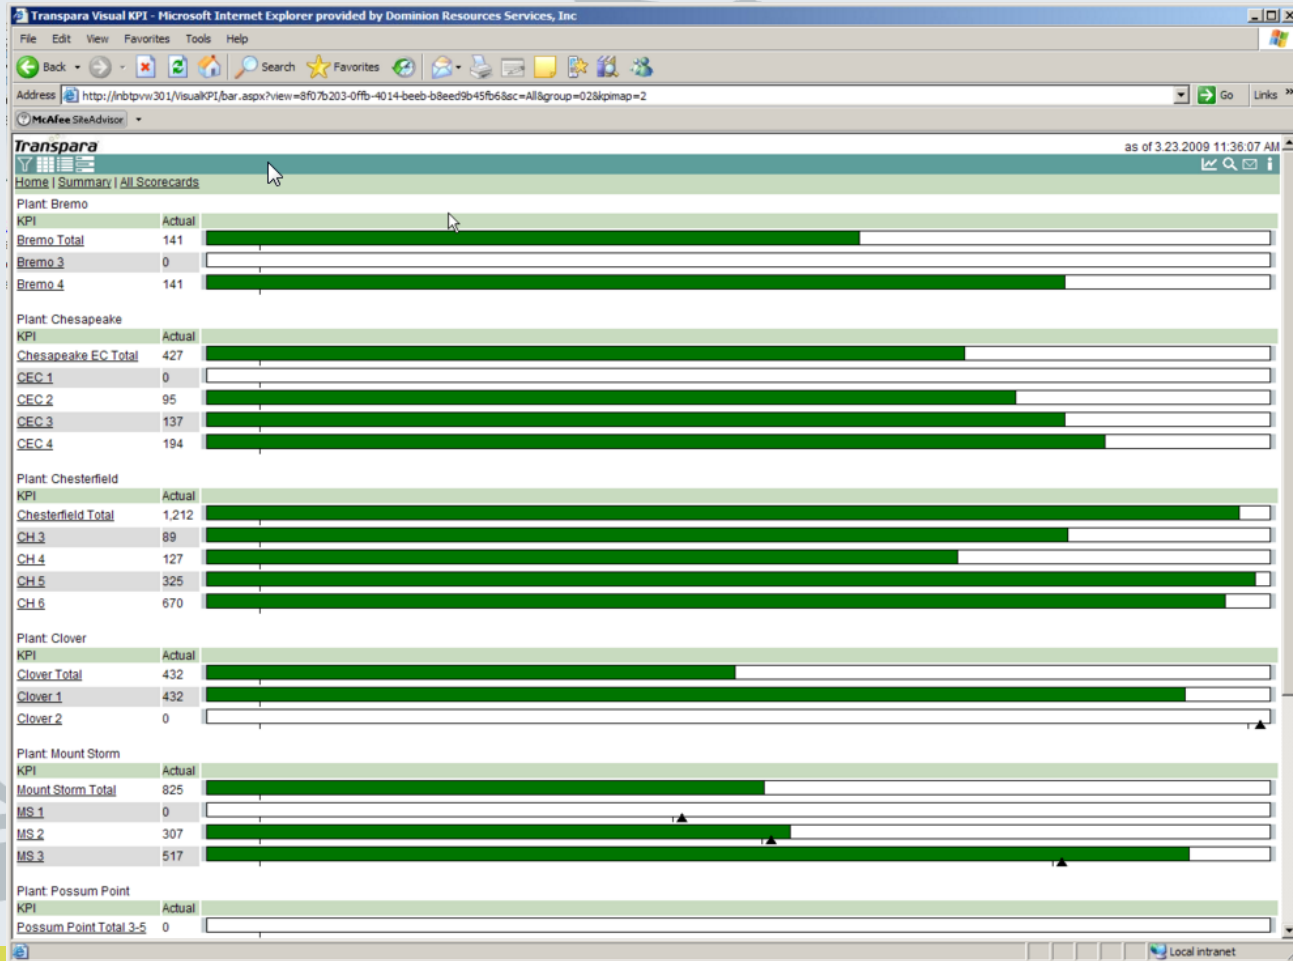 Transpara Visual KPI - Microsoft Internet Explorer provided by Dominion Resources Services, Inc
File Edit View Favorites Tools Help
Back Search Favorites
Address http://inbtpvw301/VisualKPI/bar.aspx?view=8f07b203-0ffb-4014-beeb-b8eed9b45fb6&sc=All&group=02&kpimap=2 Go Links »
McAfee SiteAdvisor
Transpara as of 3.23.2009 11:36:07 AM
Home | Summary | All Scorecards
Plant: Bremo
KPI Actual
Bremo Total 141
Bremo 3 0
Bremo 4 141
Plant: Chesapeake
KPI Actual
Chesapeake EC Total 427
CEC 1 0
CEC 2 95
CEC 3 137
CEC 4 194
Plant: Chesterfield
KPI Actual
Chesterfield Total 1,212
CH 3 89
CH 4 127
CH 5 325
CH 6 670
Plant: Clover
KPI Actual
Clover Total 432
Clover 1 432
Clover 2 0
Plant: Mount Storm
KPI Actual
Mount Storm Total 825
MS 1 0
MS 2 307
MS 3 517
Plant: Possum Point
KPI Actual
Possum Point Total 3-5 0
Local intranet